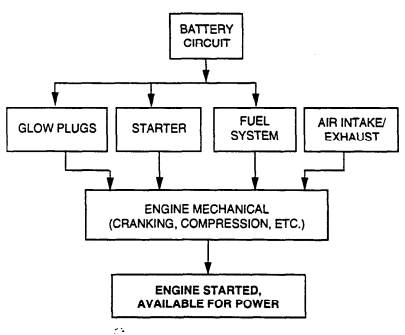 BATTERY
CIRCUIT
GLOW PLUGS
STARTER
FUEL
SYSTEM
AIR INTAKE/
EXHAUST
ENGINE MECHANICAL
(CRANKING, COMPRESSION, ETC.)
ENGINE STARTED,
AVAILABLE FOR POWER